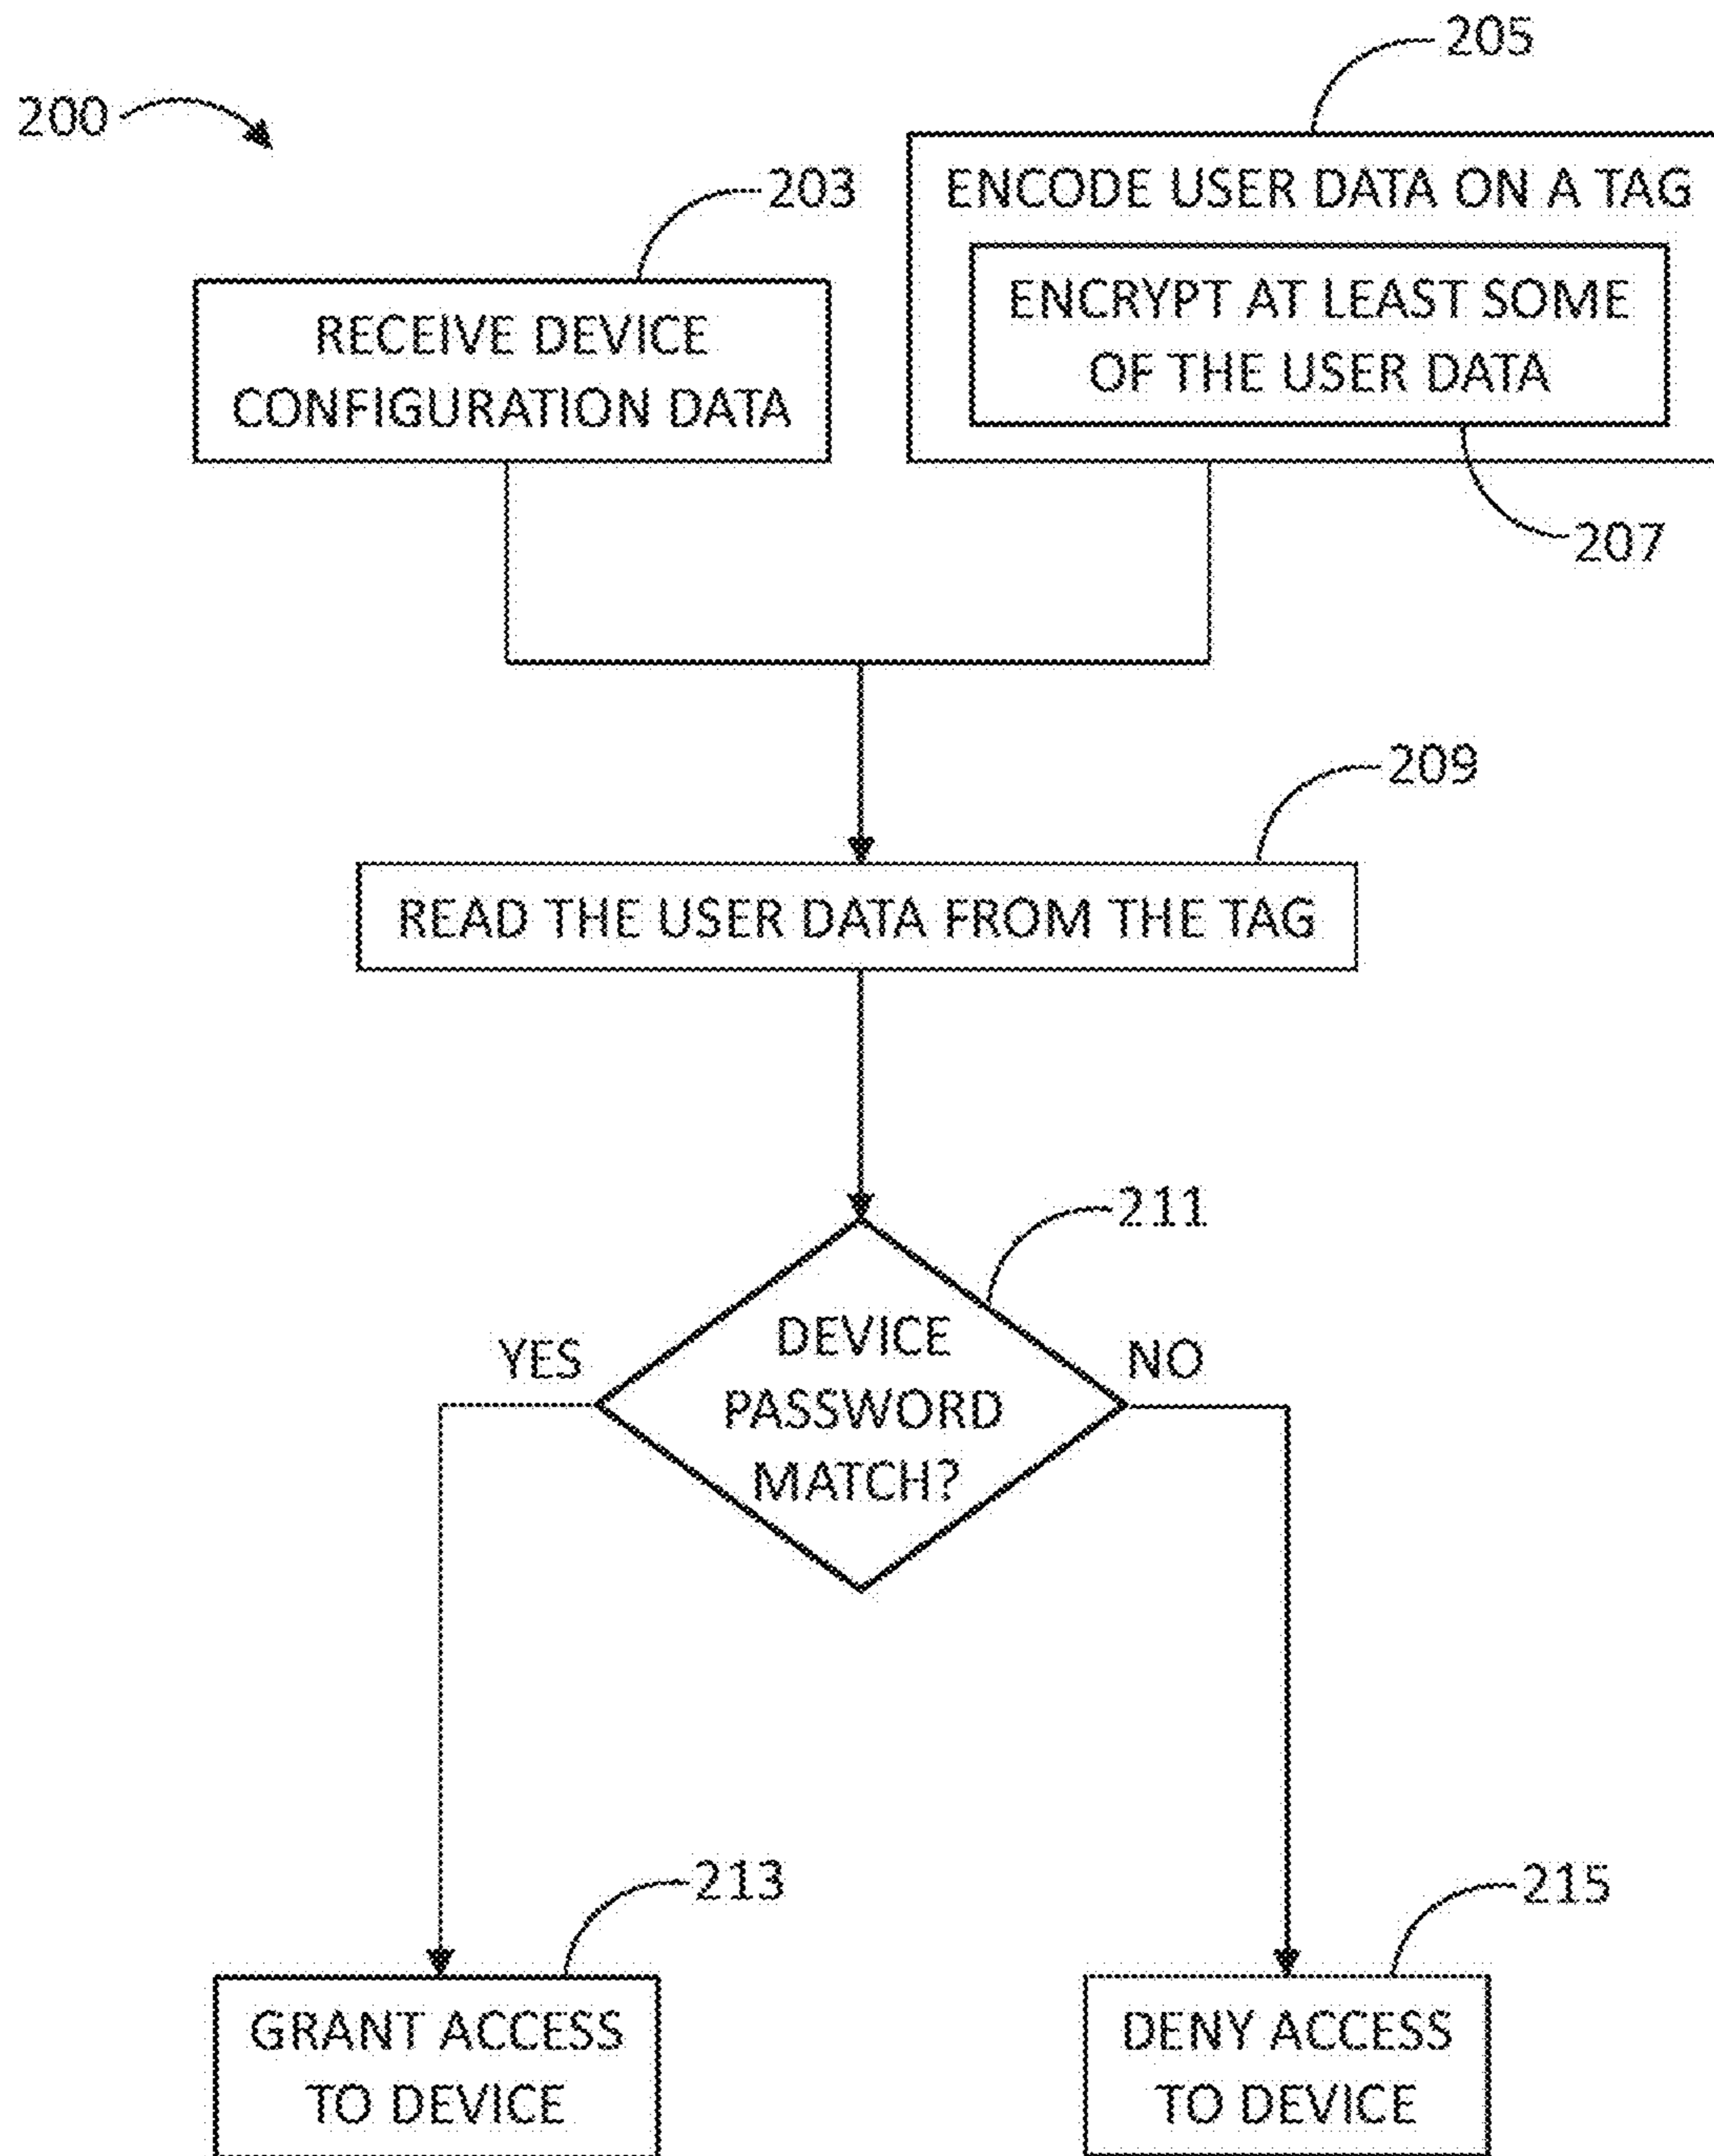 200
205
203
ENCODE USER DATA ON A TAG
RECEIVE DEVICE
CONFIGURATION DATA
ENCRYPT AT LEAST SOME
OF THE USER DATA
207
209
READ THE USER DATA FROM THE TAG
211
DEVICE
PASSWORD
MATCH?
YES
NO
213
215
GRANT ACCESS
TO DEVICE
DENY ACCESS
TO DEVICE